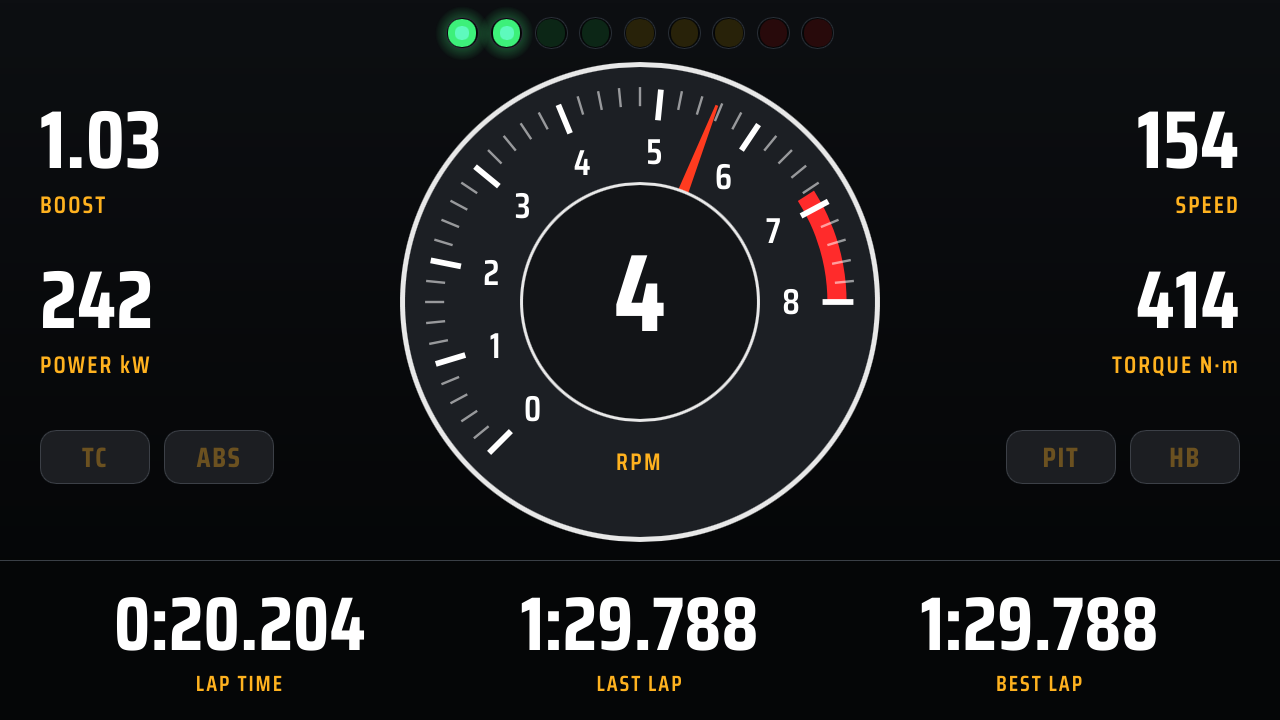 1.03
BOOST
242
POWER kW
TC ABS
0 1 2 3 4 5 6 7 8
4
RPM
154
SPEED
414
TORQUE N·m
PIT HB
0:20.204
LAP TIME
1:29.788
LAST LAP
1:29.788
BEST LAP